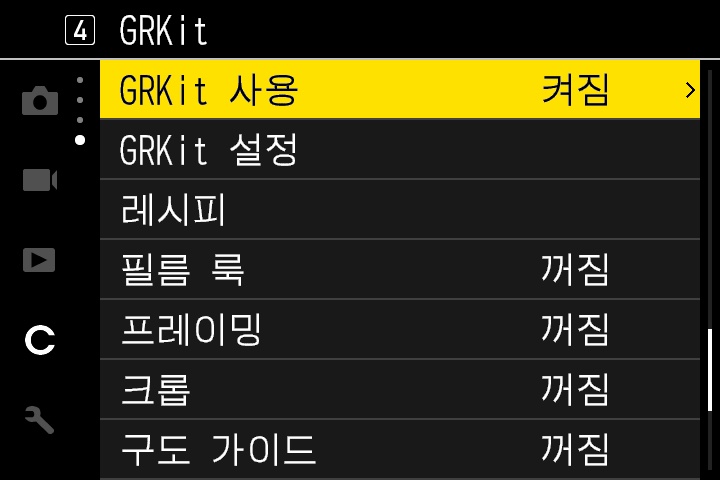 4 GRKit
GRKit 사용 켜짐
GRKit 설정
레시피
필름 룩 꺼짐
프레이밍 꺼짐
크롭 꺼짐
구도 가이드 꺼짐
C